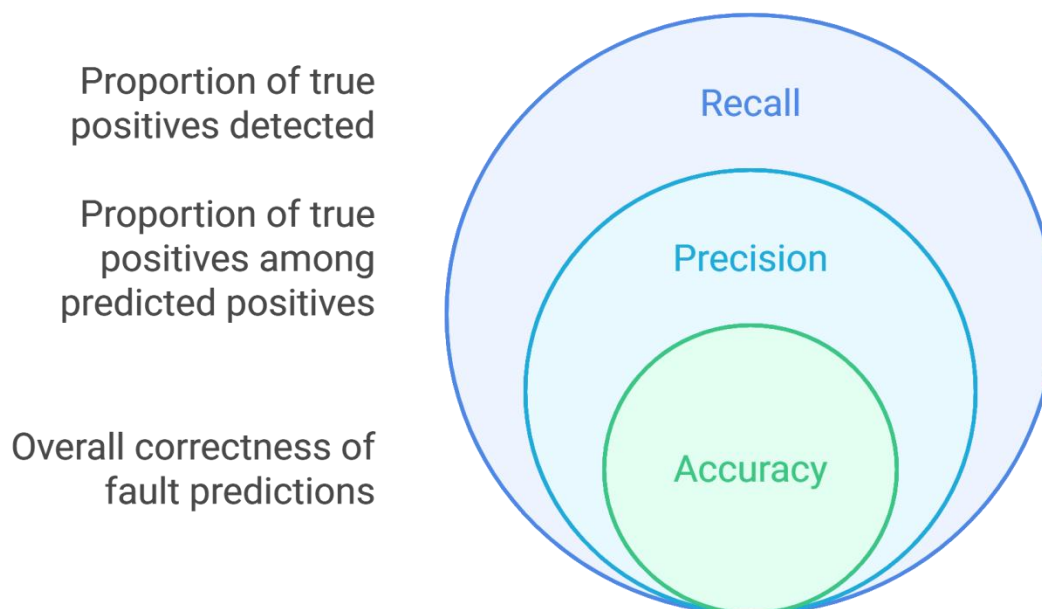 Proportion of true
positives detected
Recall
Proportion of true
positives among
predicted positives
Precision
Overall correctness of
fault predictions
Accuracy